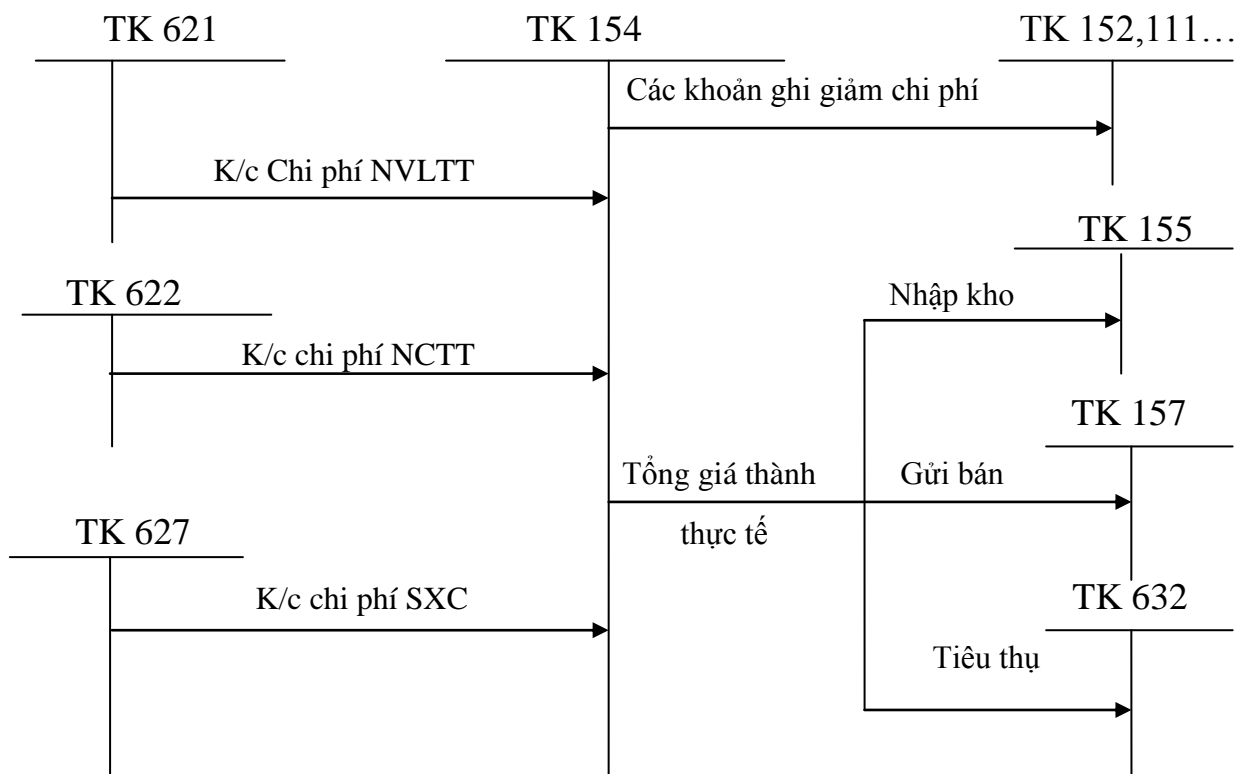 TK 621
TK 154
TK 152,111…
Các khoản ghi giảm chi phí
K/c Chi phí NVLTT
TK 155
TK 622
Nhập kho
K/c chi phí NCTT
TK 157
Tổng giá thành
Gửi bán
thực tế
TK 627
K/c chi phí SXC
TK 632
Tiêu thụ